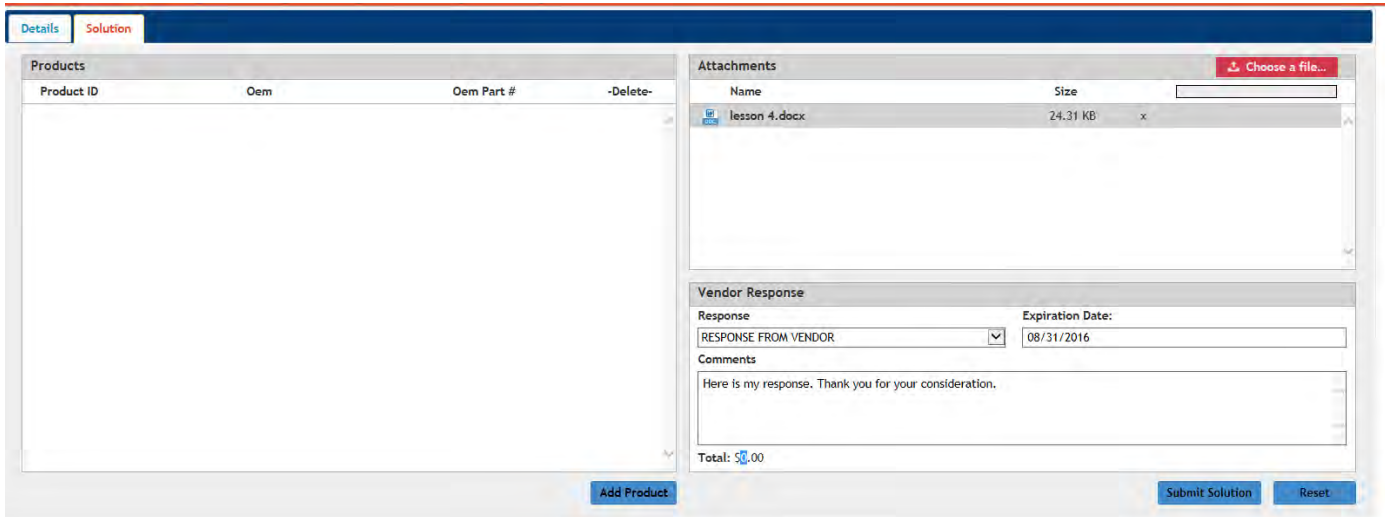 Details Solution
Products
Product ID Oem Oem Part # -Delete-
Add Product
Attachments Choose a file...
Name Size
lesson 4.docx 24.31 KB x
Vendor Response
Response Expiration Date:
RESPONSE FROM VENDOR 08/31/2016
Comments
Here is my response. Thank you for your consideration.
Total: $0.00
Submit Solution Reset